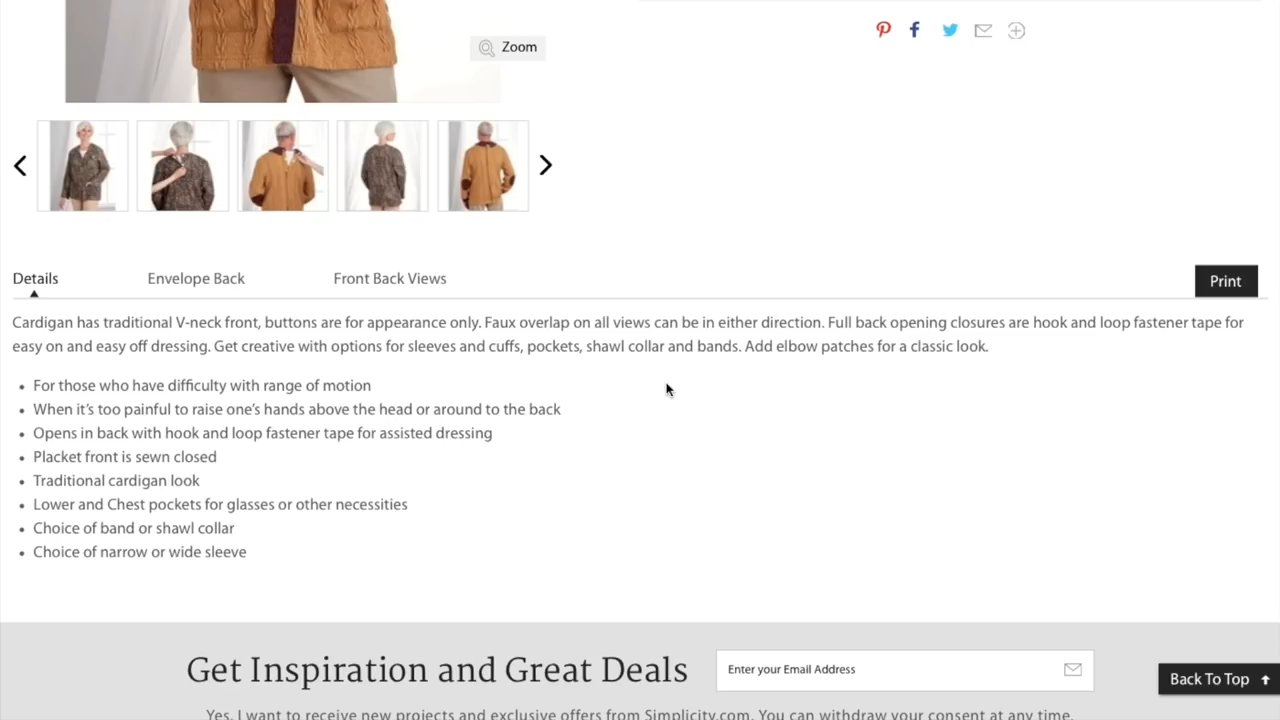 Zoom
Details
Envelope Back
Front Back Views
Print
Cardigan has traditional V-neck front, buttons are for appearance only. Faux overlap on all views can be in either direction. Full back opening closures are hook and loop fastener tape for
easy on and easy off dressing. Get creative with options for sleeves and cuffs, pockets, shawl collar and bands. Add elbow patches for a classic look.
• For those who have difficulty with range of motion
• When it’s too painful to raise one’s hands above the head or around to the back
• Opens in back with hook and loop fastener tape for assisted dressing
• Placket front is sewn closed
• Traditional cardigan look
• Lower and Chest pockets for glasses or other necessities
• Choice of band or shawl collar
• Choice of narrow or wide sleeve
Get Inspiration and Great Deals
Enter your Email Address
Back To Top
Yes, I want to receive new projects and exclusive offers from Simplicity.com. You can withdraw your consent at any time.